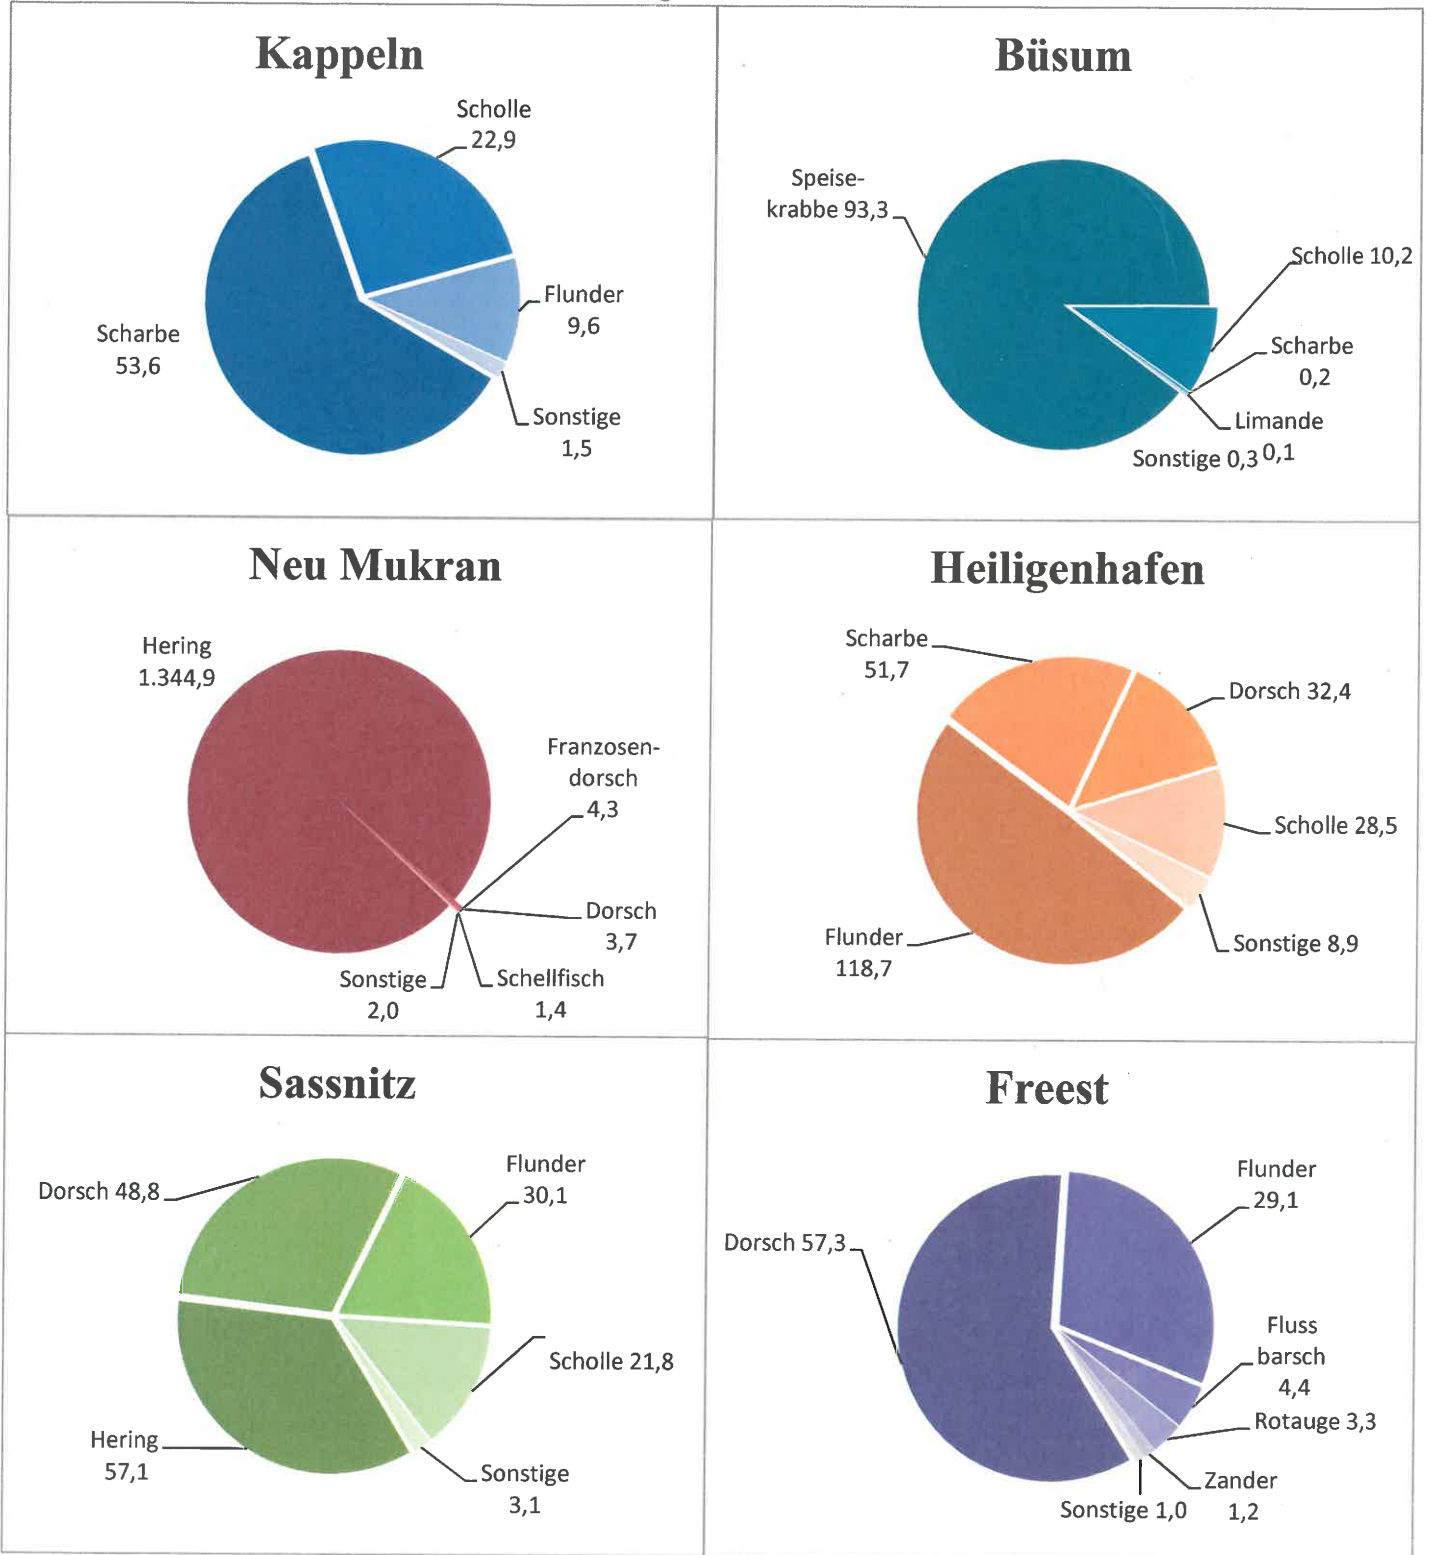 Kappeln
Scholle
22,9
Flunder
9,6
Scharbe
53,6
Sonstige
1,5
Büsum
Speise-
krabbe 93,3
Scholle 10,2
Scharbe
0,2
Limande
0,1
Sonstige 0,3
Neu Mukran
Hering
1.344,9
Franzosen-
dorsch
4,3
Dorsch
3,7
Sonstige
2,0
Schellfisch
1,4
Heiligenhafen
Scharbe
51,7
Dorsch 32,4
Scholle 28,5
Flunder
118,7
Sonstige 8,9
Sassnitz
Flunder
30,1
Dorsch 48,8
Scholle 21,8
Hering
57,1
Sonstige
3,1
Freest
Flunder
29,1
Dorsch 57,3
Fluss
barsch
4,4
Rotauge 3,3
Zander
1,2
Sonstige 1,0